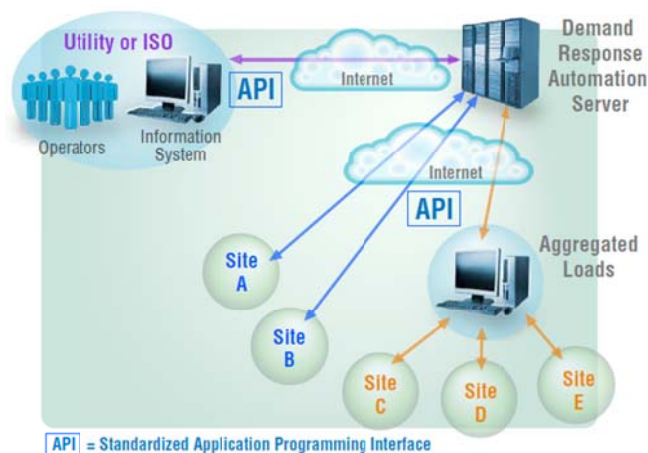 Utility or ISO
Operators
Information
System
API
Internet
Demand
Response
Automation
Server
Internet
API
Site
A
Site
B
Aggregated
Loads
Site
C
Site
D
Site
E
API = Standardized Application Programming Interface